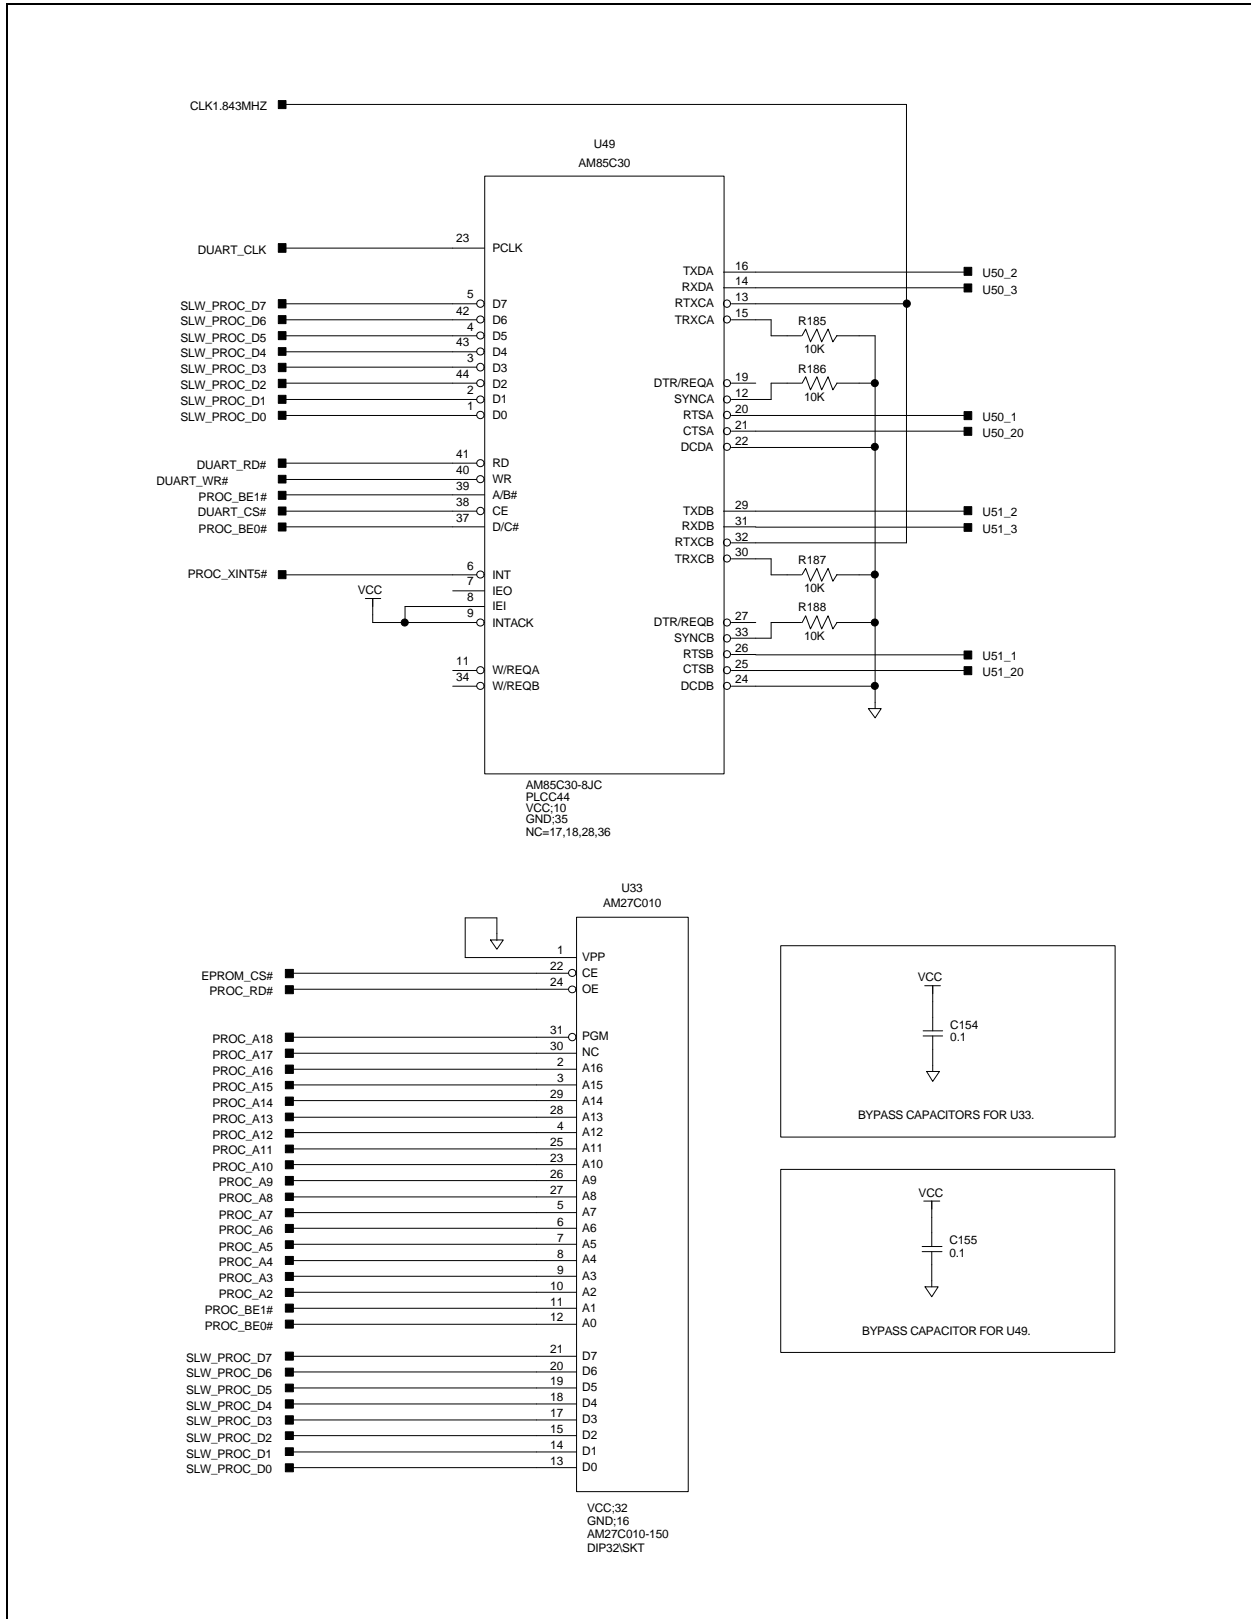 CLK1.843MHZ
U49
AM85C30
DUART_CLK 23 PCLK
SLW_PROC_D7 5 D7
SLW_PROC_D6 42 D6
SLW_PROC_D5 4 D5
SLW_PROC_D4 43 D4
SLW_PROC_D3 3 D3
SLW_PROC_D2 44 D2
SLW_PROC_D1 2 D1
SLW_PROC_D0 1 D0
DUART_RD# 41 RD
DUART_WR# 40 WR
PROC_BE1# 39 A/B#
DUART_CS# 38 CE
PROC_BE0# 37 D/C#
PROC_XINT5# 6 INT
7 IEO
VCC
8 IEI
9 INTACK
11 W/REQA
34 W/REQB
TXDA 16 U50_2
RXDA 14 U50_3
RTXCA 13
TRXCA 15
R185
10K
DTR/REQA 19
R186
10K
SYNCA 12
RTSA 20 U50_1
CTSA 21 U50_20
DCDA 22
TXDB 29 U51_2
RXDB 31 U51_3
RTXCB 32
TRXCB 30
R187
10K
DTR/REQB 27
R188
10K
SYNCB 33
RTSB 26 U51_1
CTSB 25 U51_20
DCDB 24
AM85C30-8JC
PLCC44
VCC;10
GND;35
NC=17,18,28,36
U33
AM27C010
1 VPP
EPROM_CS# 22 CE
PROC_RD# 24 OE
PROC_A18 31 PGM
PROC_A17 30 NC
PROC_A16 2 A16
PROC_A15 3 A15
PROC_A14 29 A14
PROC_A13 28 A13
PROC_A12 4 A12
PROC_A11 25 A11
PROC_A10 23 A10
PROC_A9 26 A9
PROC_A8 27 A8
PROC_A7 5 A7
PROC_A6 6 A6
PROC_A5 7 A5
PROC_A4 8 A4
PROC_A3 9 A3
PROC_A2 10 A2
PROC_BE1# 11 A1
PROC_BE0# 12 A0
SLW_PROC_D7 21 D7
SLW_PROC_D6 20 D6
SLW_PROC_D5 19 D5
SLW_PROC_D4 18 D4
SLW_PROC_D3 17 D3
SLW_PROC_D2 15 D2
SLW_PROC_D1 14 D1
SLW_PROC_D0 13 D0
VCC;32
GND;16
AM27C010-150
DIP32\SKT
VCC
C154
0.1
BYPASS CAPACITORS FOR U33.
VCC
C155
0.1
BYPASS CAPACITOR FOR U49.